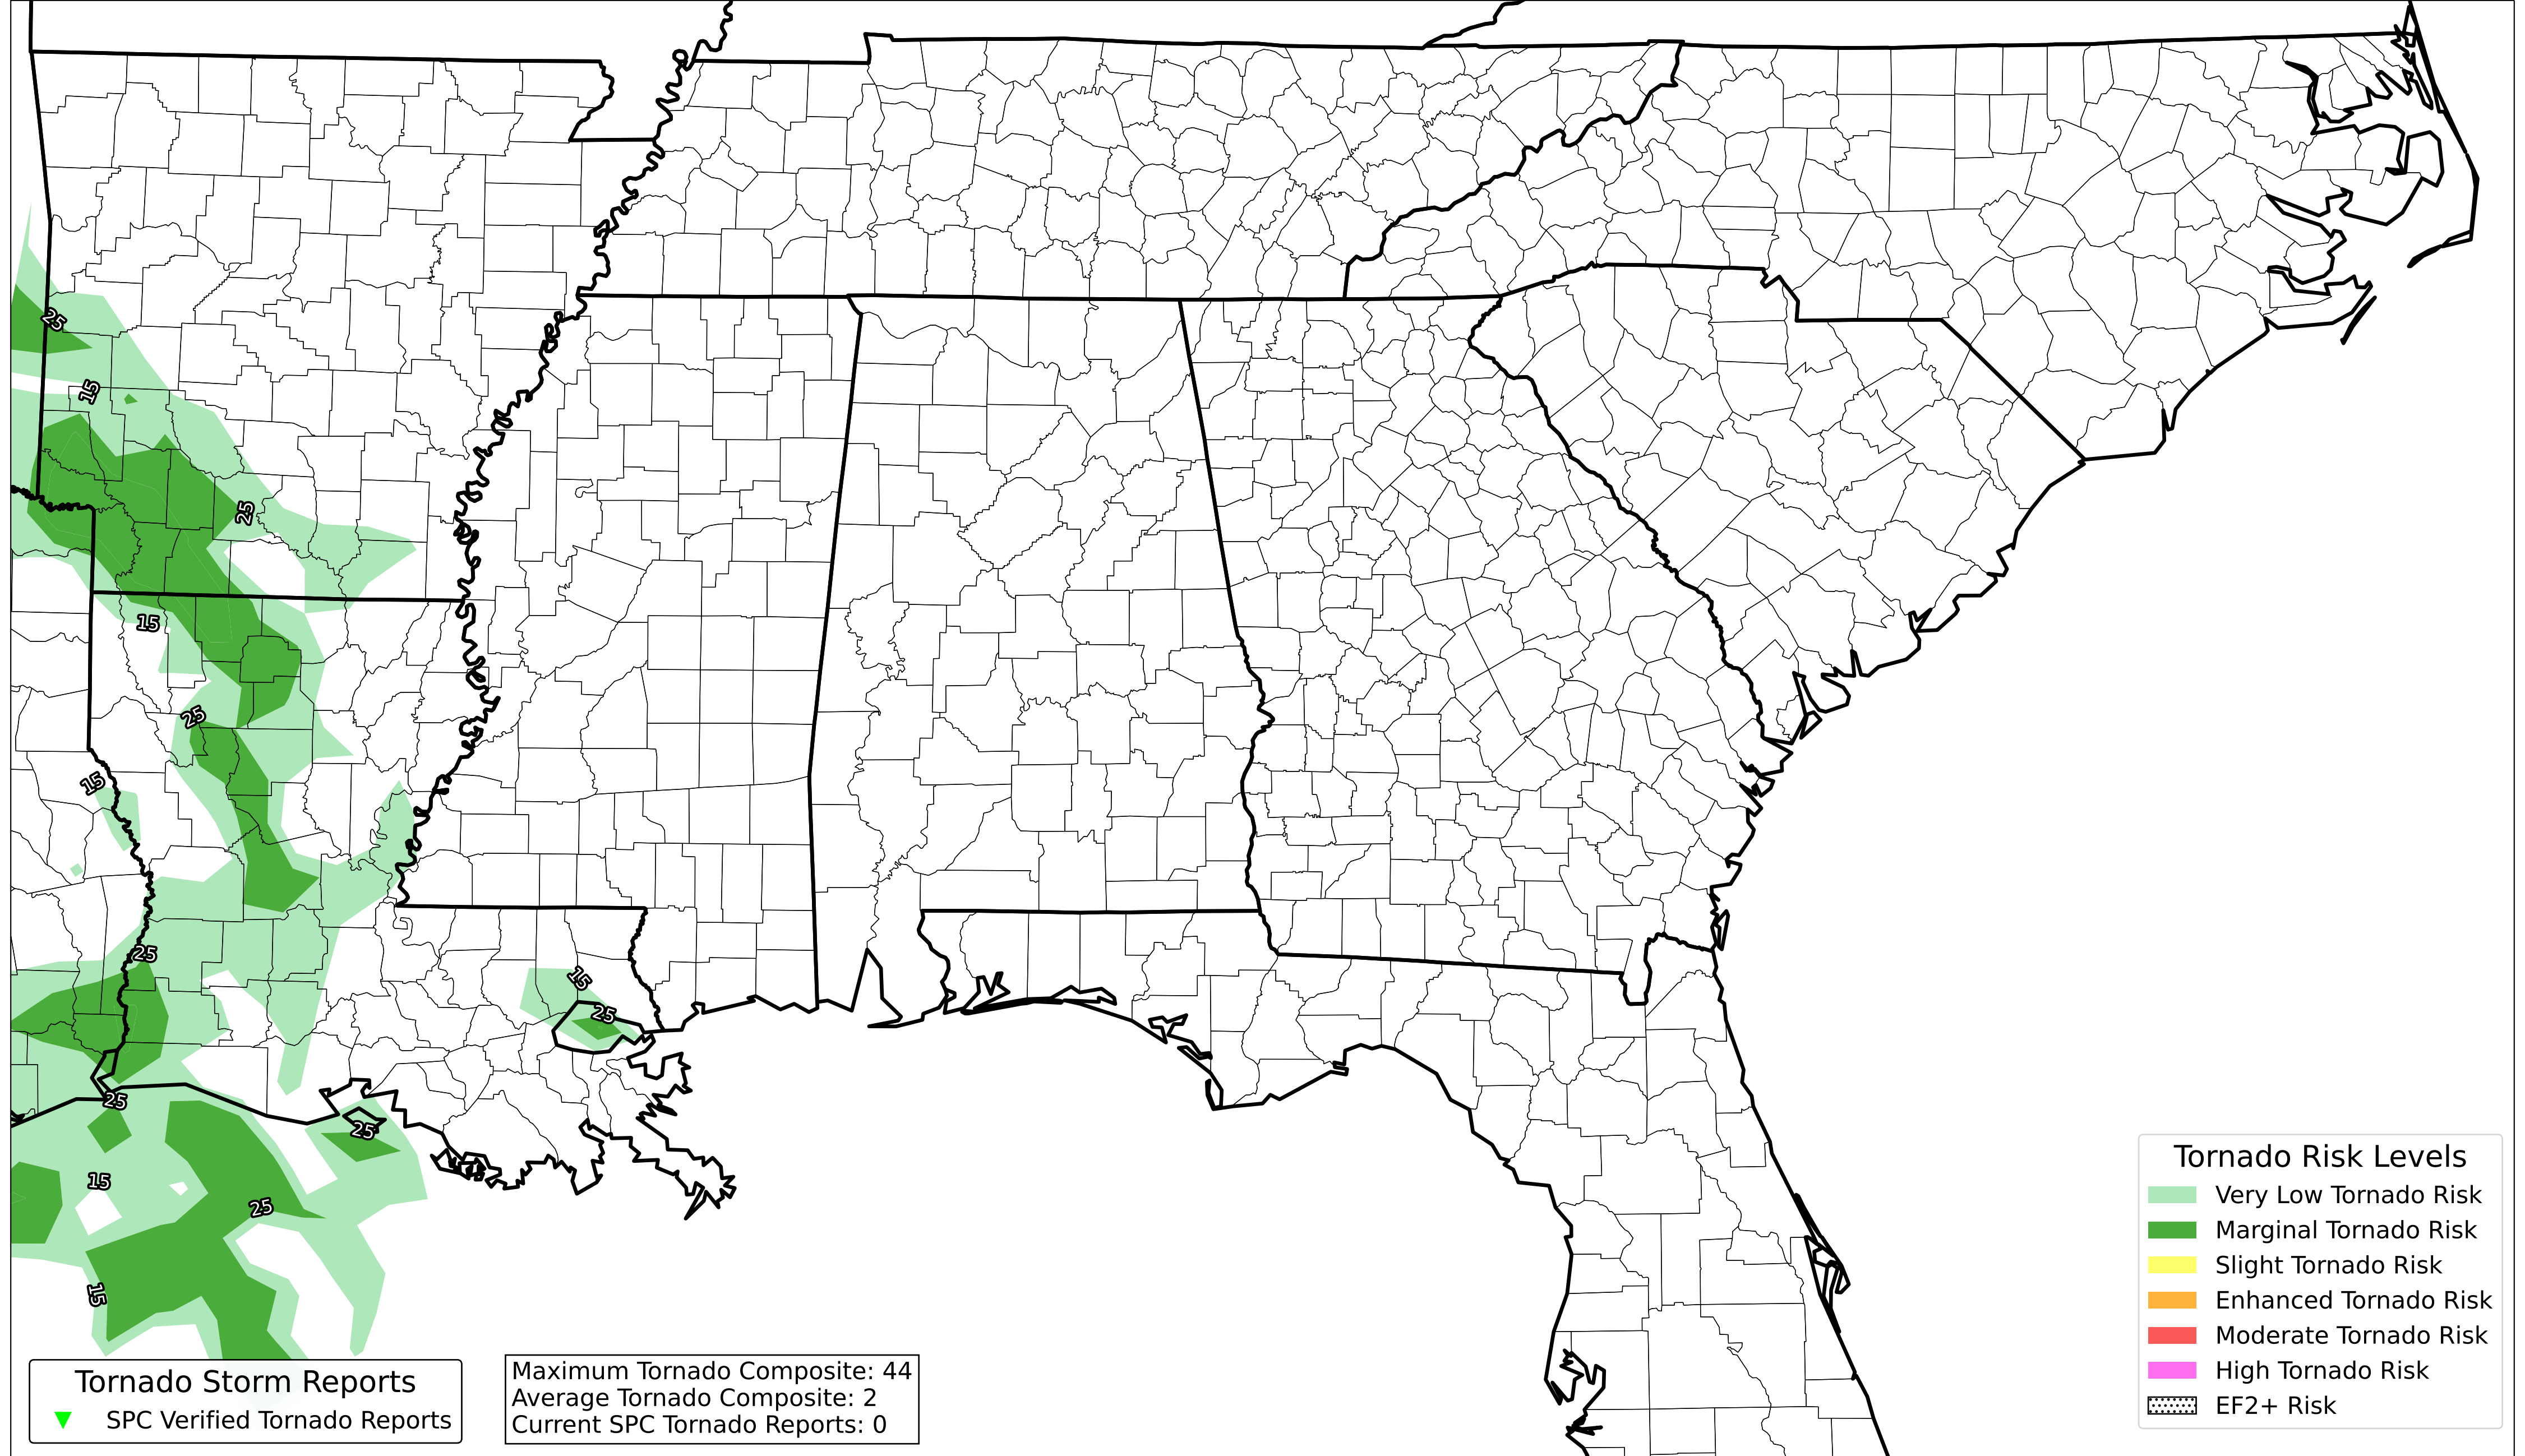 25
15
25
15
25
15
25
15
25
25
25
15
25
15
Tornado Risk Levels
Very Low Tornado Risk
Marginal Tornado Risk
Slight Tornado Risk
Enhanced Tornado Risk
Moderate Tornado Risk
High Tornado Risk
EF2+ Risk
Tornado Storm Reports
SPC Verified Tornado Reports
Maximum Tornado Composite: 44
Average Tornado Composite: 2
Current SPC Tornado Reports: 0